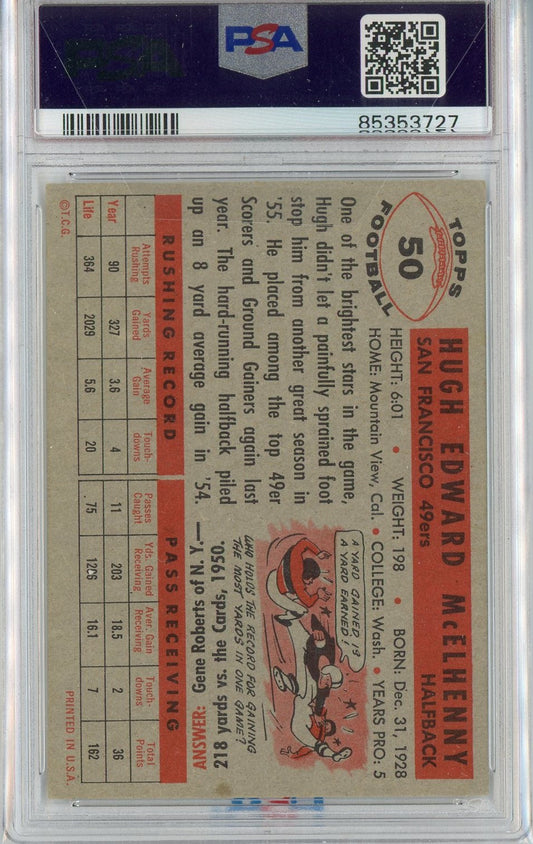 PSA
85353727
TOPPS
50
FOOTBALL
HUGH EDWARD McELHENNY
SAN FRANCISCO 49ers HALFBACK
HEIGHT: 6:01 • WEIGHT: 198 • BORN: Dec. 31, 1928
HOME: Mountain View, Cal. • COLLEGE: Wash. • YEARS PRO: 5
One of the brightest stars in the game,
Hugh didn't let a painfully sprained foot
stop him from another great season in
'55. He placed among the top 49er
Scorers and Ground Gainers again last
year. The hard-running halfback piled
up an 8 yard average gain in '54.
A YARD GAINED IS
A YARD EARNED!
WHO HOLDS THE RECORD FOR GAINING
THE MOST YARDS IN ONE GAME?
ANSWER: Gene Roberts of N. Y.—
218 yards vs. the Cards, 1950.
RUSHING RECORD PASS RECEIVING
Year Attempts Rushing Yards Gained Average Gain Touch-downs Passes Caught Yds. Gained Receiving Aver. Gain Receiving Touch-downs Total Points
90 327 3.6 4 11 203 18.5 2 36
Life 364 2029 5.6 20 75 12C6 16.1 7 162
©T.C.G. PRINTED IN U.S.A.